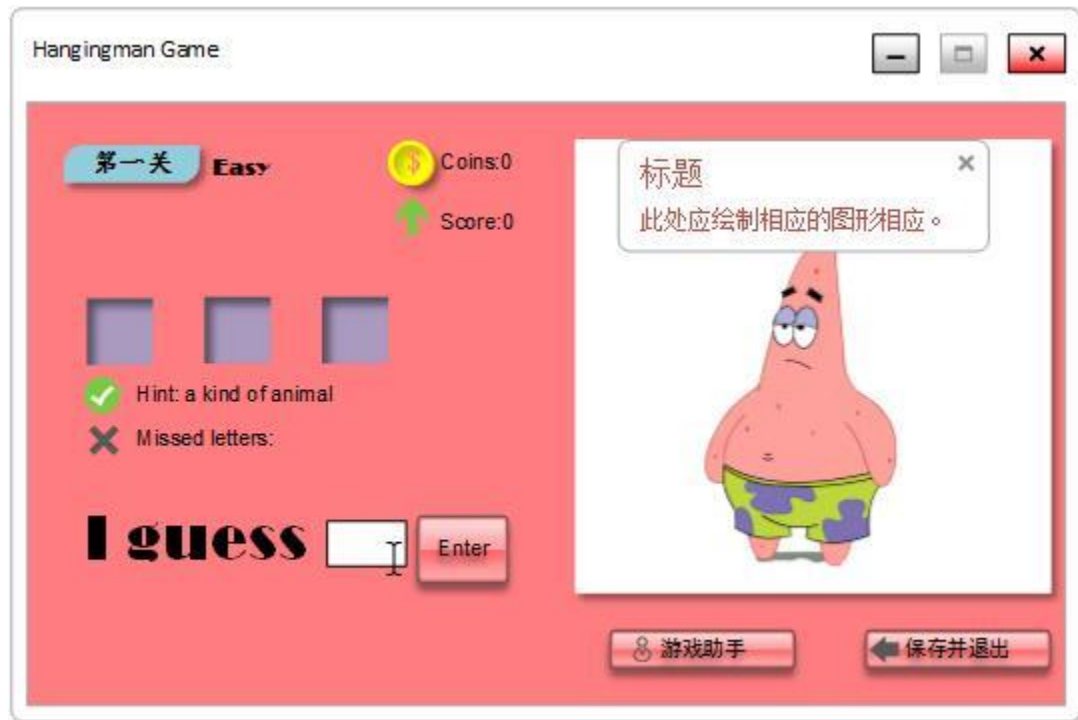 Hangingman Game
第一关 Easy
Coins:0
Score:0
标题
此处应绘制相应的图形相应。
Hint: a kind of animal
Missed letters:
I guess
Enter
游戏助手
保存并退出